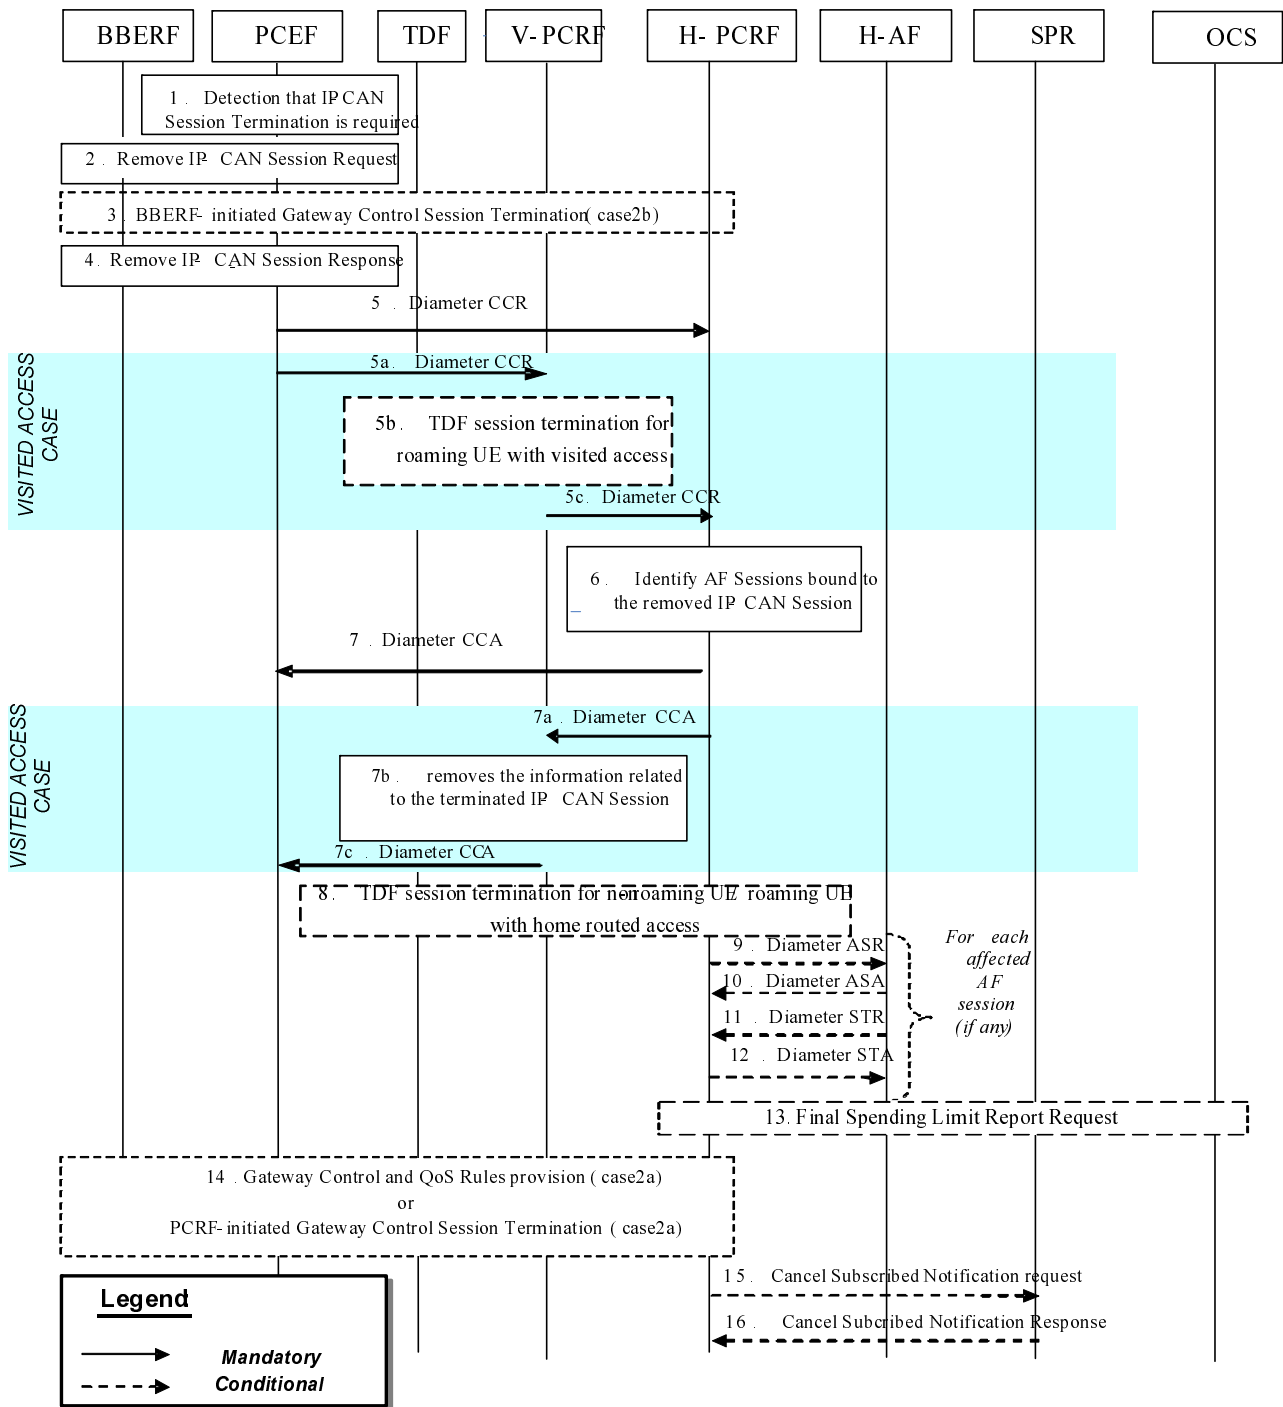 BBERF PCEF TDF V- PCRF H- PCRF H- AF SPR OCS
1 . Detection that IP-CAN
Session Termination is required
2 . Remove IP- CAN Session Request
3. BBERF- initiated Gateway Control Session Termination( case2b)
4. Remove IP- CAN Session Response
5 . Diameter CCR
VISITED ACCESS
CASE
5a. Diameter CCR
5b. TDF session termination for
roaming UE with visited access
5c. Diameter CCR
6 . Identify AF Sessions bound to
the removed IP- CAN Session
7 . Diameter CCA
VISITED ACCESS
CASE
7a . Diameter CCA
7b . removes the information related
to the terminated IP- CAN Session
7c . Diameter CCA
8. TDF session termination for non-roaming UE/ roaming UE
with home routed access
9 . Diameter ASR
10 . Diameter ASA
11 . Diameter STR
12 . Diameter STA
For each
affected
AF
session
(if any)
13. Final Spending Limit Report Request
14 . Gateway Control and QoS Rules provision ( case2a)
or
PCRF- initiated Gateway Control Session Termination ( case2a)
15. Cancel Subscribed Notification request
16 . Cancel Subcribed Notification Response
Legend:
Mandatory
Conditional